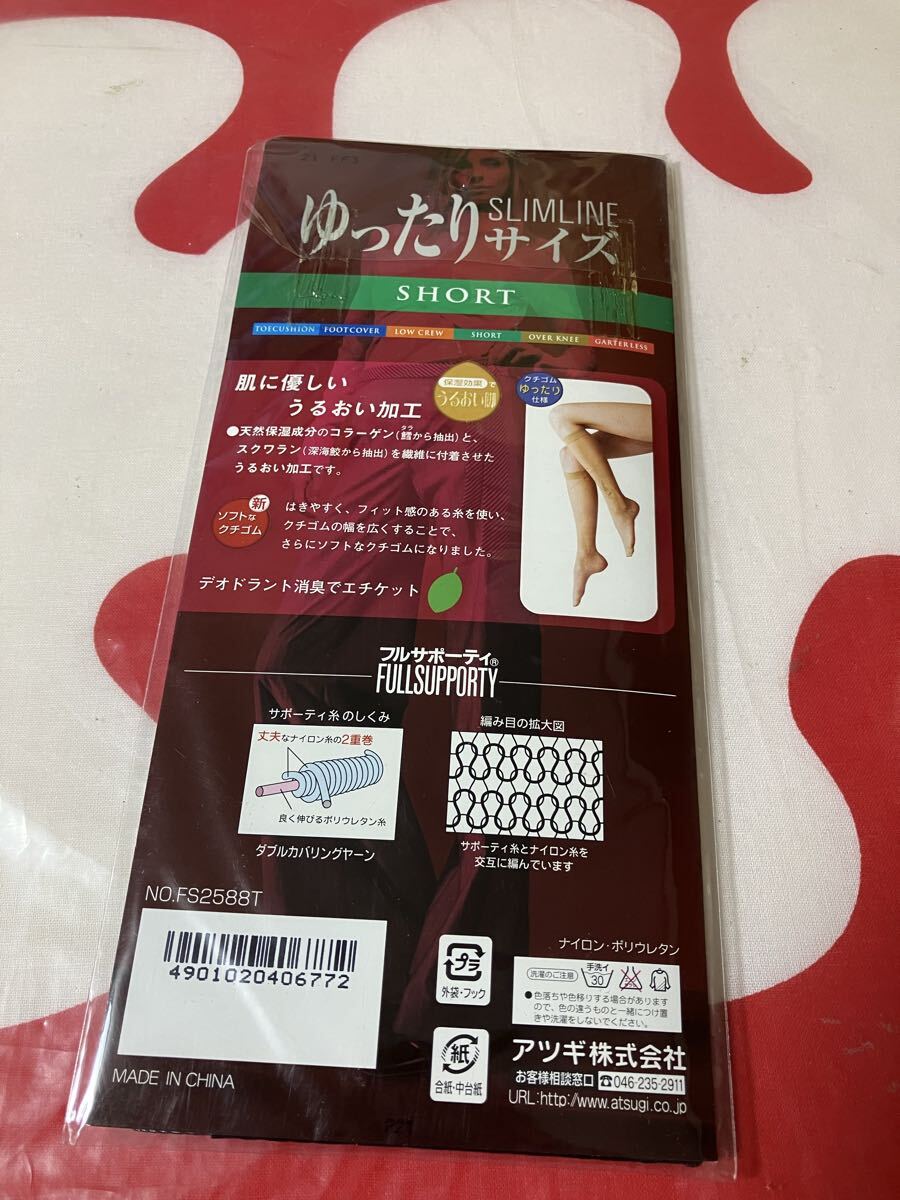 SLIMLINE
ゆったりサイズ
SHORT
TOECUSHION FOOTCOVER LOW CREW SHORT OVER KNEE GARTERLESS
肌に優しい
うるおい加工
保湿効果で
うるおい脚
クチゴム
ゆったり
仕様
タラ
●天然保湿成分のコラーゲン(鱈から抽出)と、
スクワラン(深海鮫から抽出)を繊維に付着させた
うるおい加工です。
新
ソフトな
クチゴム
はきやすく、フィット感のある糸を使い、
クチゴムの幅を広くすることで、
さらにソフトなクチゴムになりました。
デオドラント消臭でエチケット
フルサポーティ®
FULLSUPPORTY
サポーティ糸のしくみ
丈夫なナイロン糸の2重巻
良く伸びるポリウレタン糸
ダブルカバリングヤーン
編み目の拡大図
サポーティ糸とナイロン糸を
交互に編んでいます
NO.FS2588T
4901020406772
MADE IN CHINA
プラ
外袋・フック
紙
台紙・中台紙
ナイロン・ポリウレタン
洗濯のご注意
手洗イ
30
●色落ちや色移りする場合があります
ので、色の違うものと一緒につけ置
きや洗濯をしないでください。
アツギ株式会社
お客様相談窓口 ☎046-235-2911
URL:http://www.atsugi.co.jp